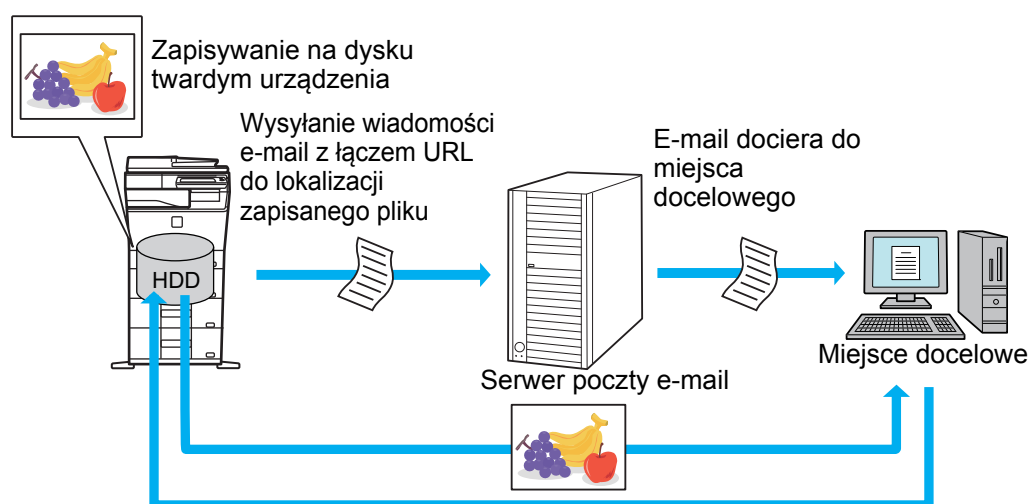 Zapisywanie na dysku
twardym urządzenia
Wysyłanie wiadomości
e-mail z łączem URL
do lokalizacji
zapisanego pliku
E-mail dociera do
miejsca
docelowego
HDD
Serwer poczty e-mail
Miejsce docelowe